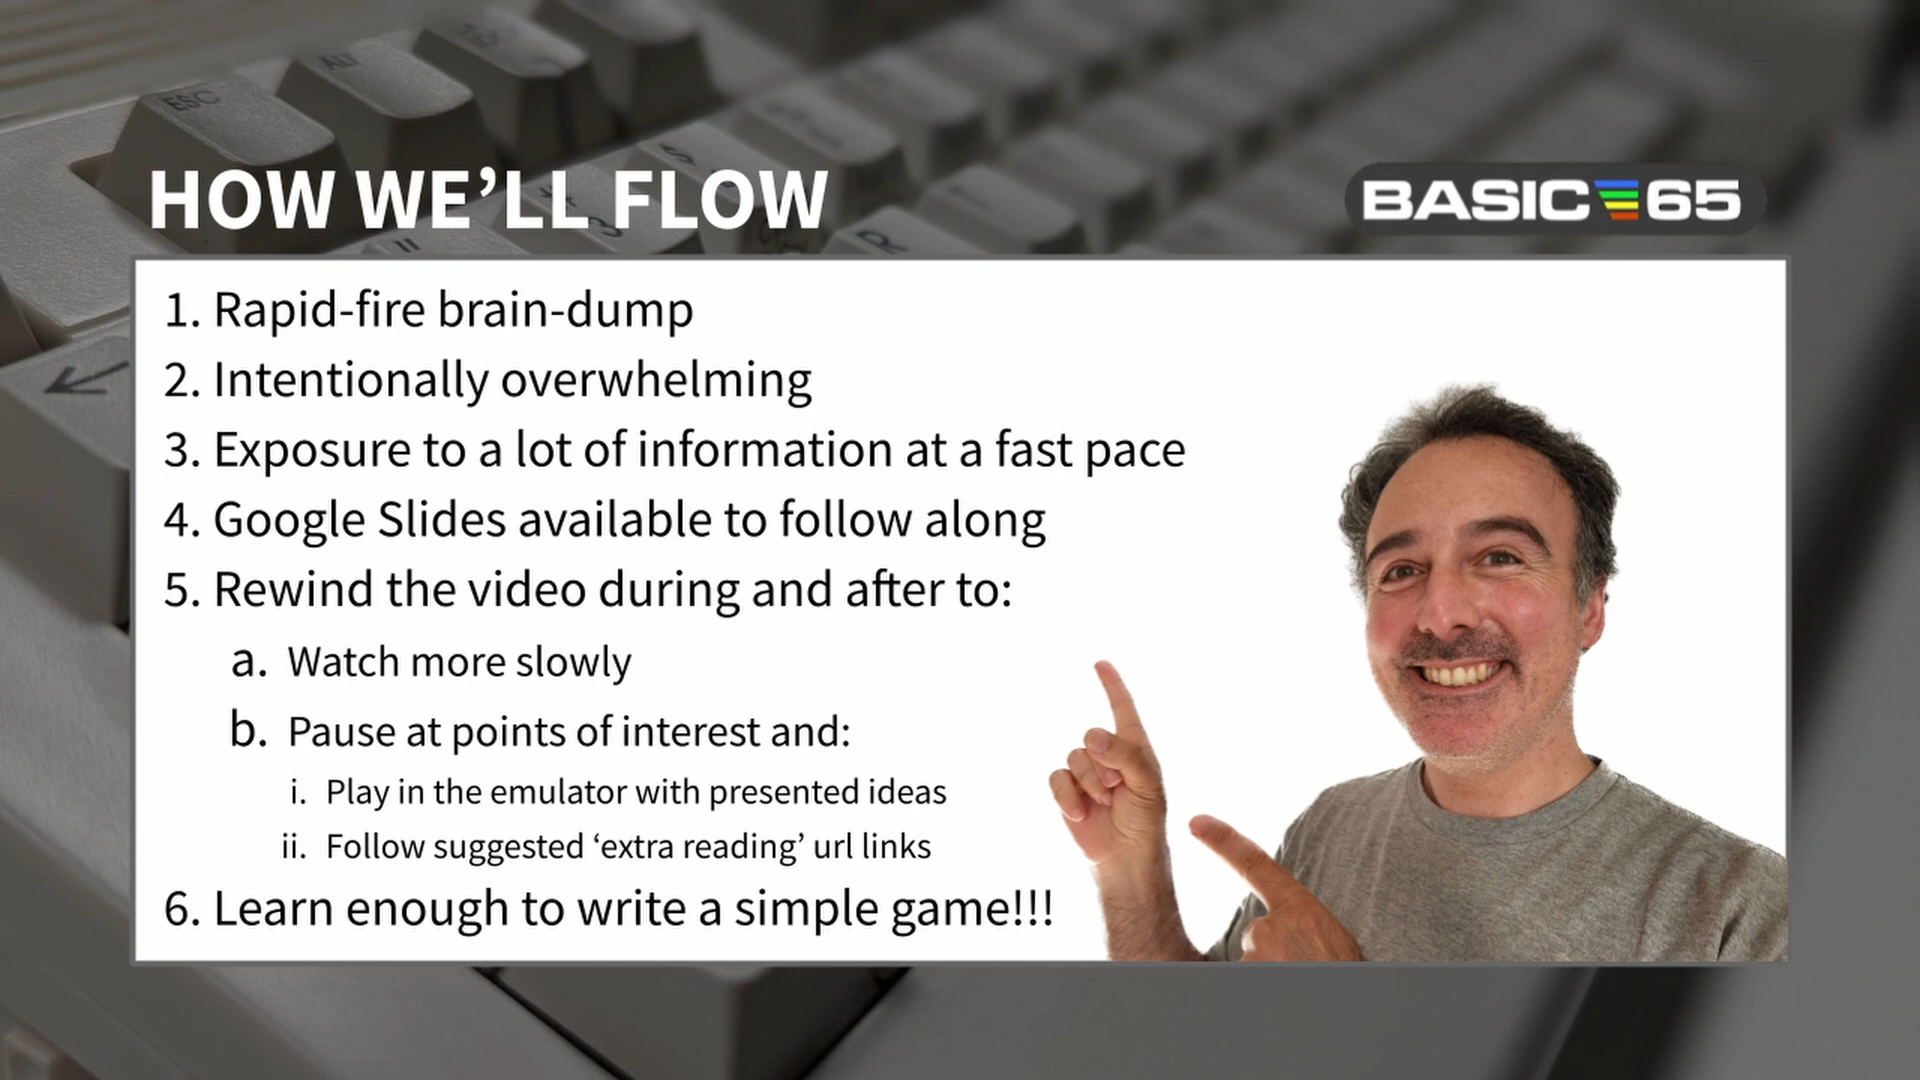 ESC
ALT
HOW WE’LL FLOW
BASIC 65
1. Rapid-fire brain-dump
2. Intentionally overwhelming
3. Exposure to a lot of information at a fast pace
4. Google Slides available to follow along
5. Rewind the video during and after to:
a. Watch more slowly
b. Pause at points of interest and:
i. Play in the emulator with presented ideas
ii. Follow suggested ‘extra reading’ url links
6. Learn enough to write a simple game!!!